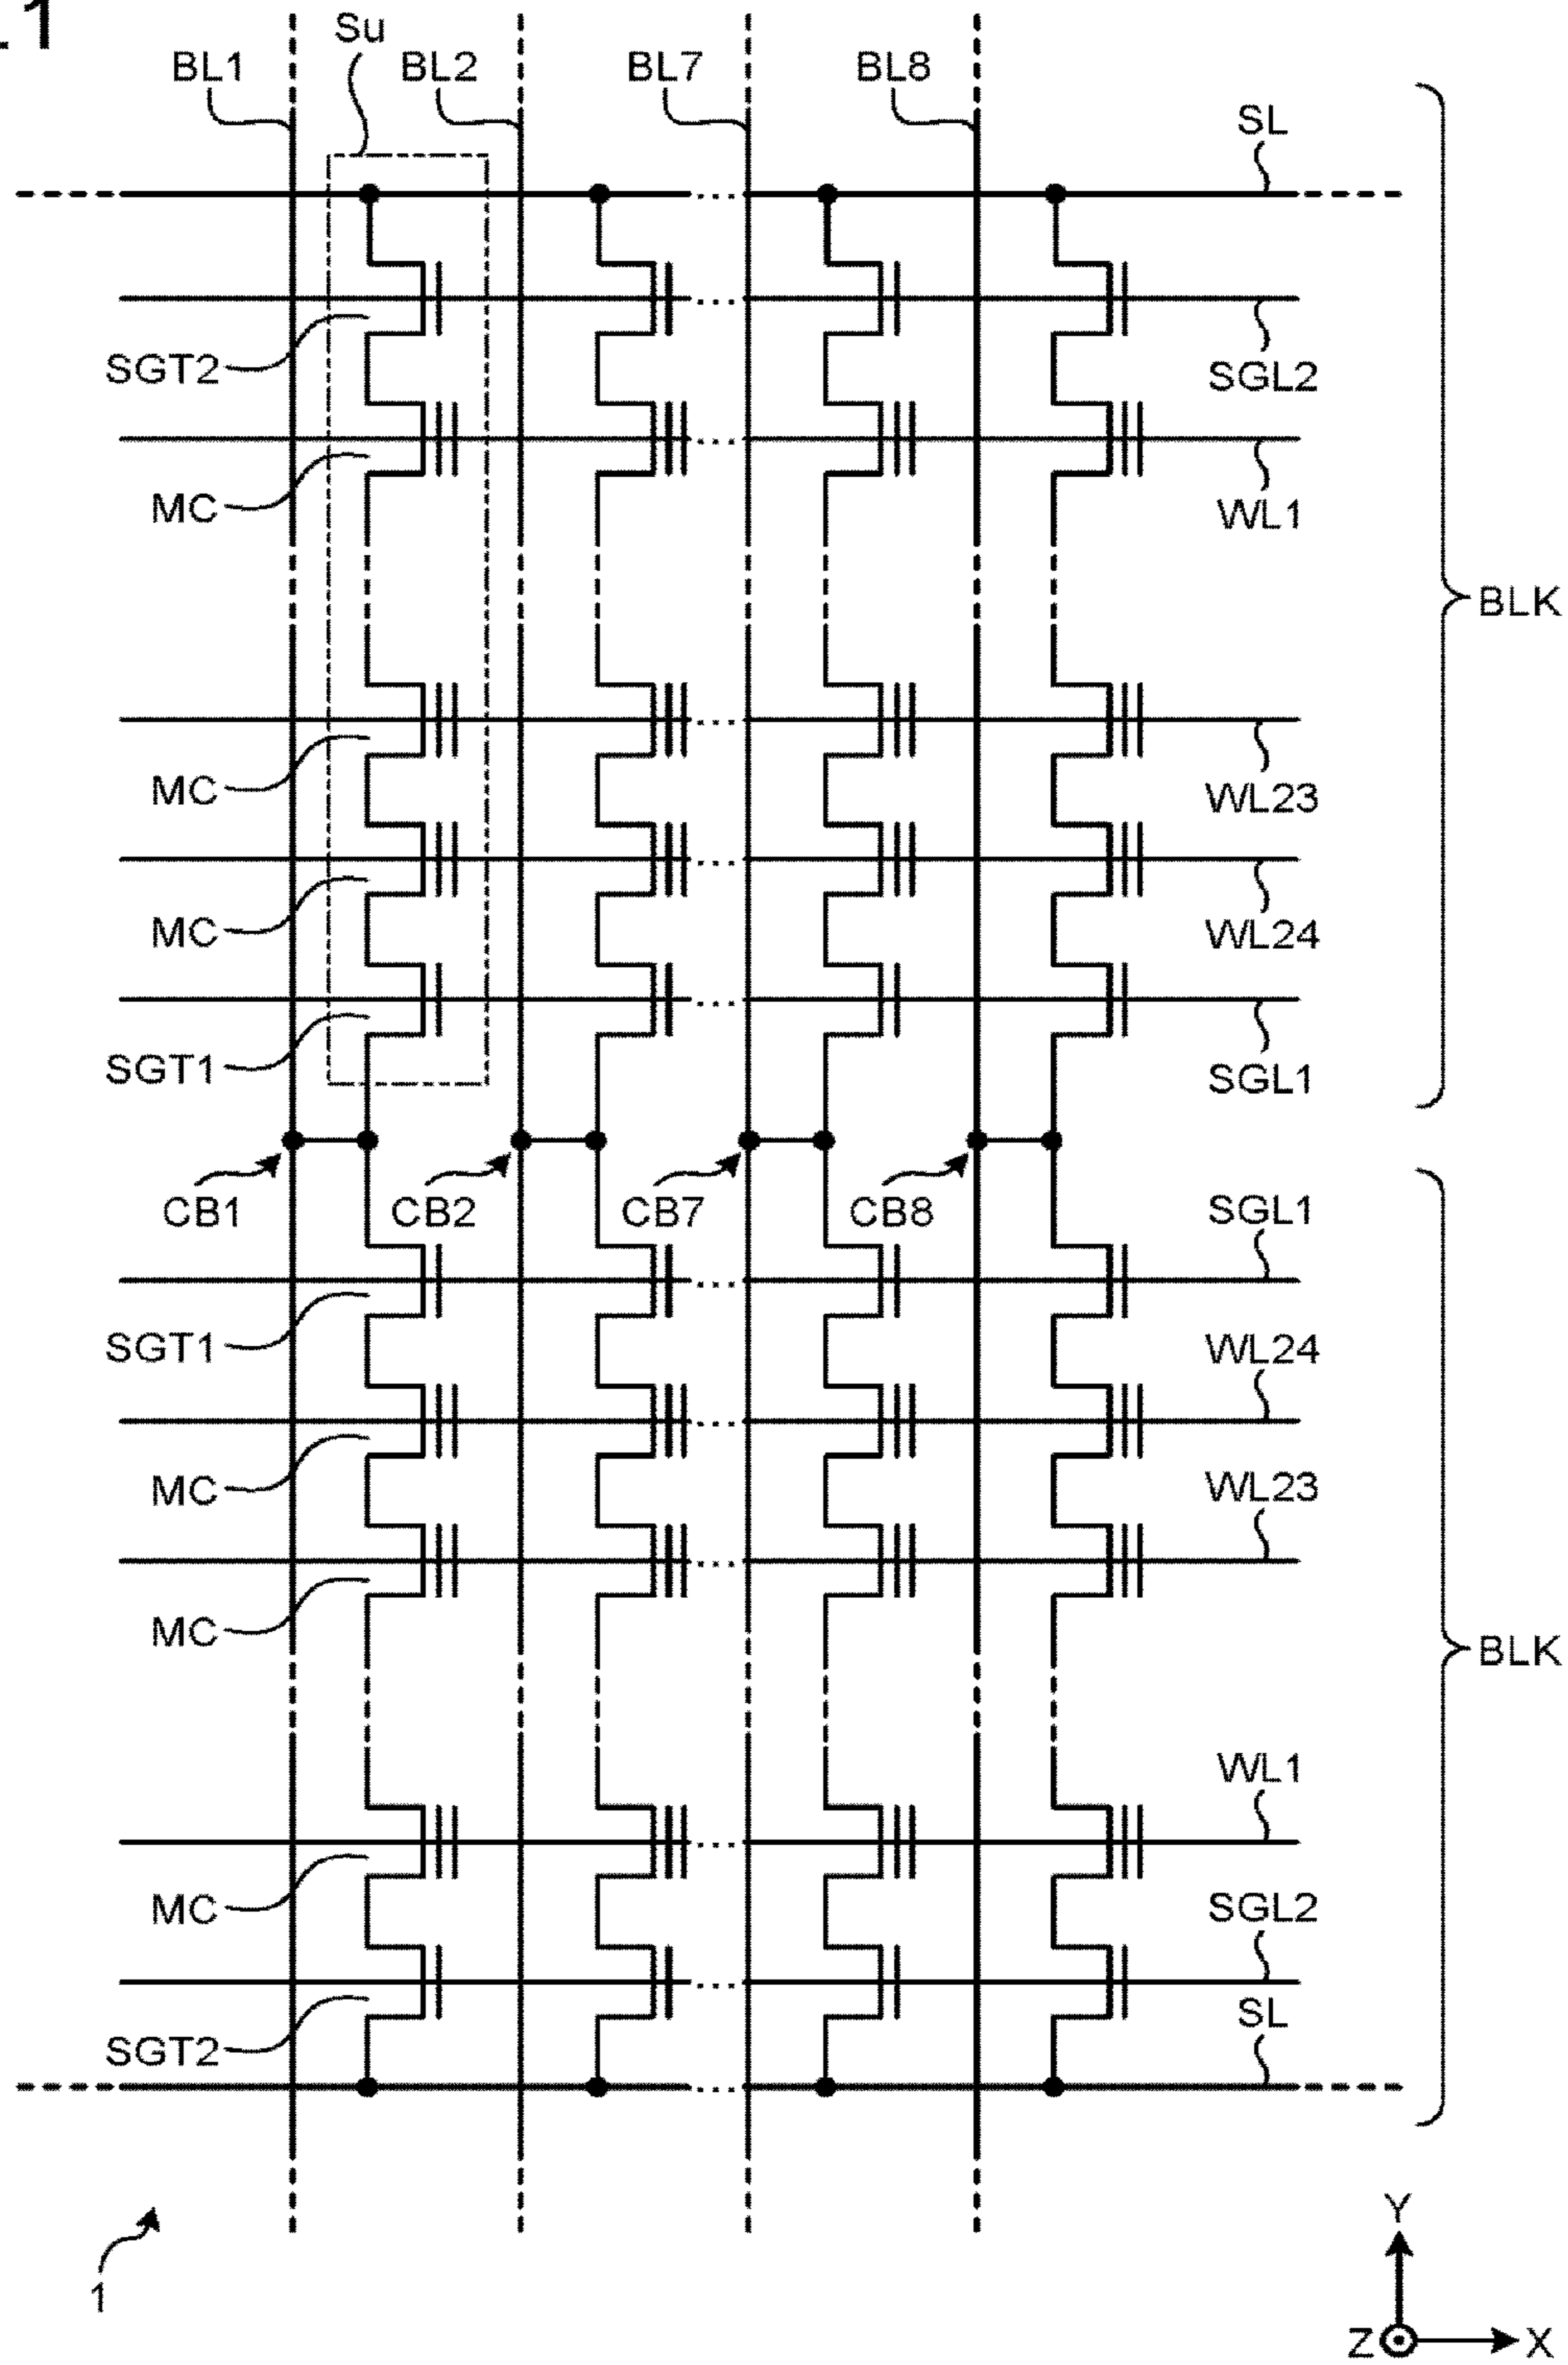 .1
Su
BL1
BL2
BL7
BL8
SL
SGT2
SGL2
MC
WL1
BLK
MC
WL23
MC
WL24
SGT1
SGL1
CB1
CB2
CB7
CB8
SGL1
SGT1
WL24
MC
WL23
MC
BLK
WL1
MC
SGL2
SGT2
SL
1
Y
Z
X